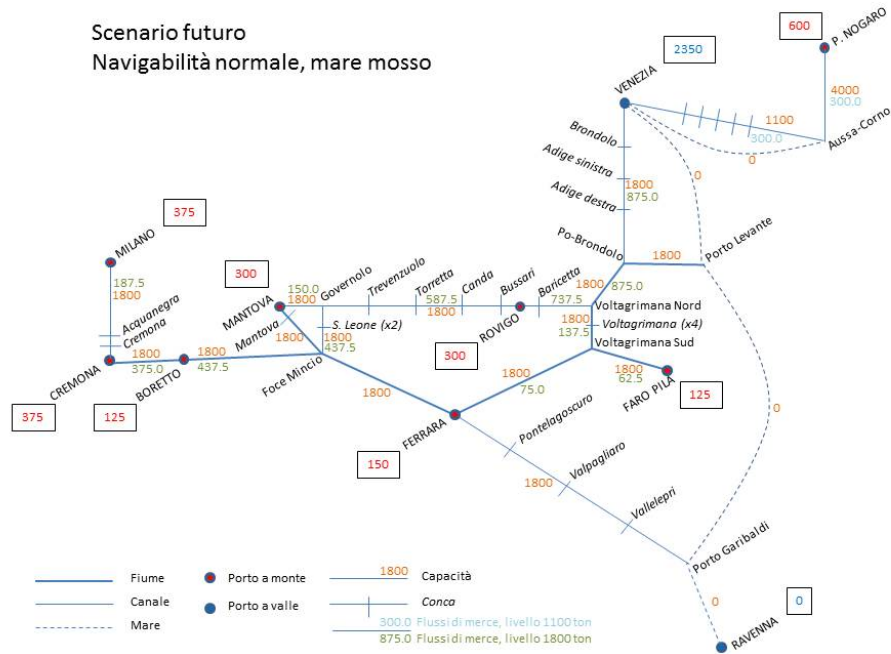 Scenario futuro
Navigabilità normale, mare mosso
600
P. NOGARO
2350
VENEZIA
4000
300.0
1100
300.0
Aussa-Corno
0
0
Brondolo
Adige sinistra
1800
875.0
Adige destra
375
MILANO
187.5
1800
Acquanegra
Cremona
Po-Brondolo
1800
Porto Levante
300
150.0
Governolo
1800
MANTOVA
Mantova
1800
Trevenzuolo
Torretta
587.5
1800
Canda
Bussari
ROVIGO
Baricetta
737.5
1800
875.0
Voltagrimana Nord
S. Leone (x2)
1800
437.5
1800
137.5
Voltagrimana (x4)
Voltagrimana Sud
300
1800
375.0
1800
437.5
CREMONA
BORETTO
Foce Mincio
1800
1800
75.0
1800
62.5
FARO PILA
125
375
125
FERRARA
150
0
Pontelagoscuro
1800
Valpagliaro
Vallelepri
Porto Garibaldi
0
0
RAVENNA
Fiume
Porto a monte
1800
Capacità
Canale
Porto a valle
Conca
Mare
300.0 Flussi di merce, livello 1100 ton
875.0 Flussi di merce, livello 1800 ton